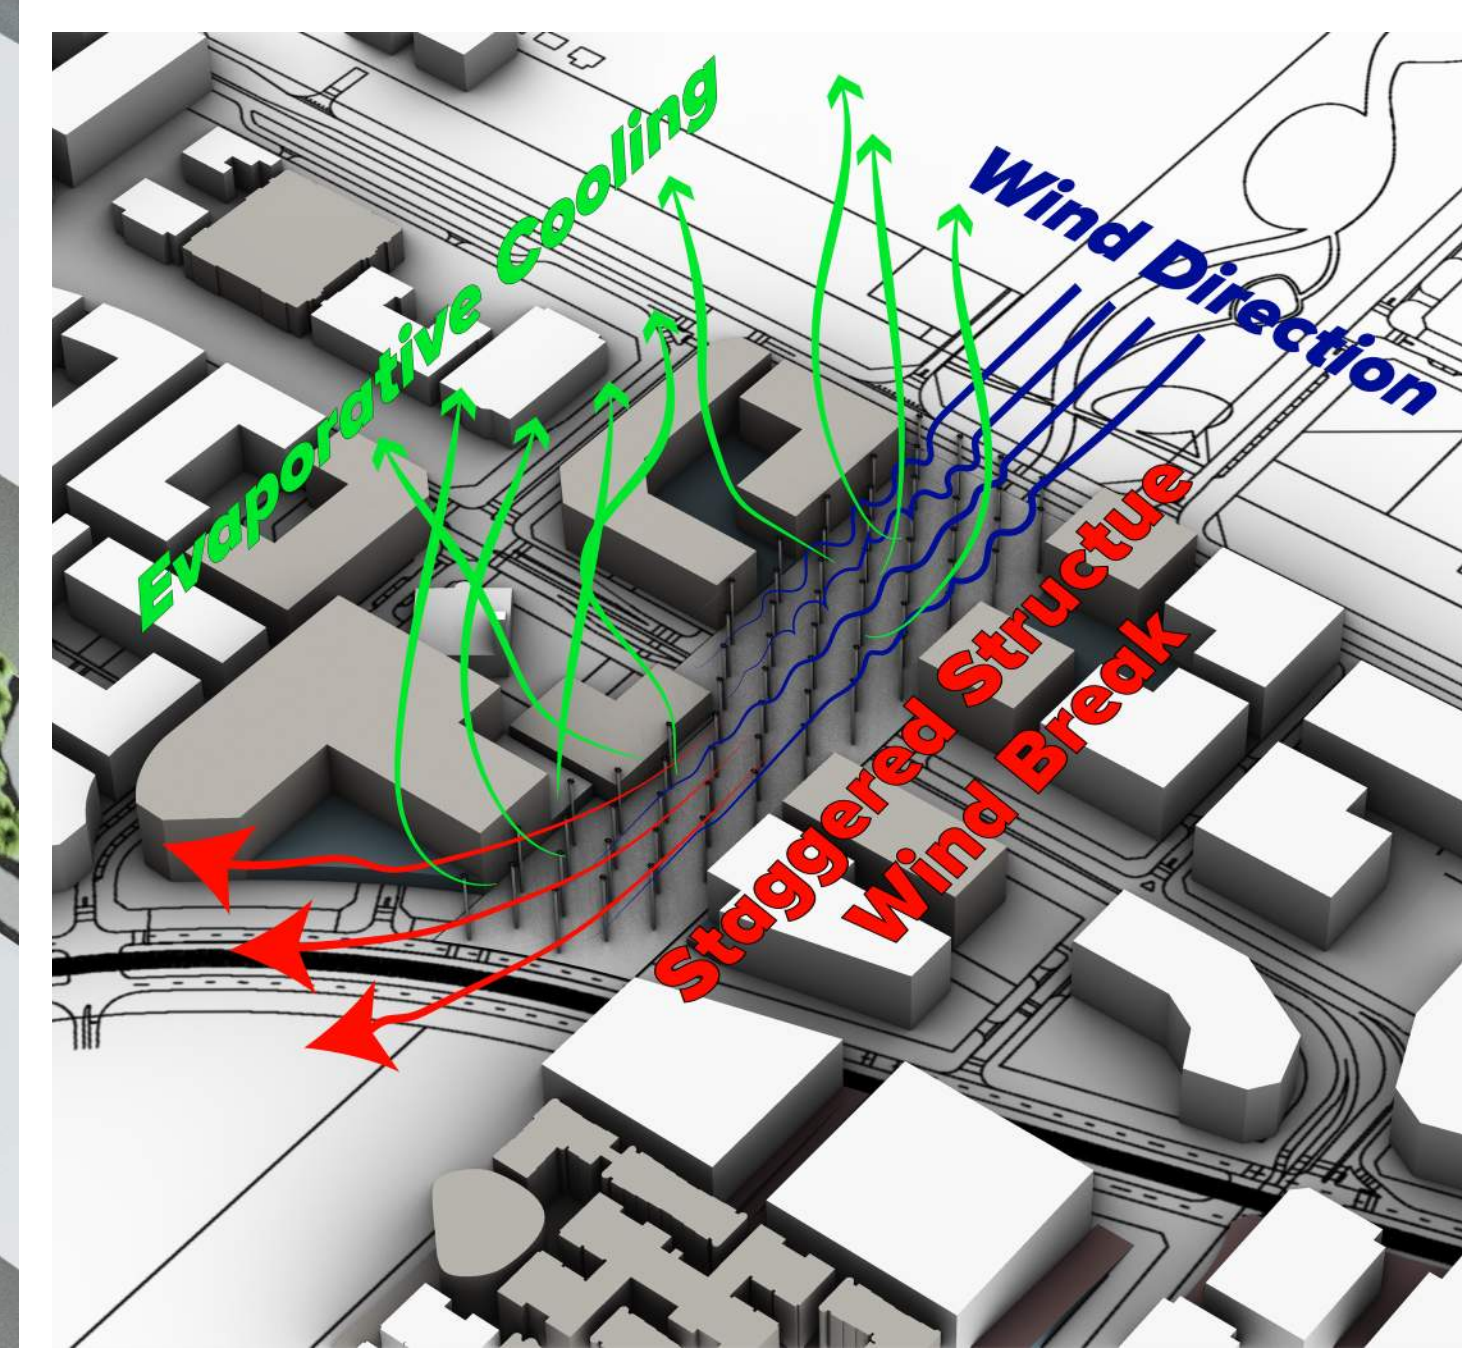 Evaporative Cooling
Wind Direction
Staggered Structue
Wind Break